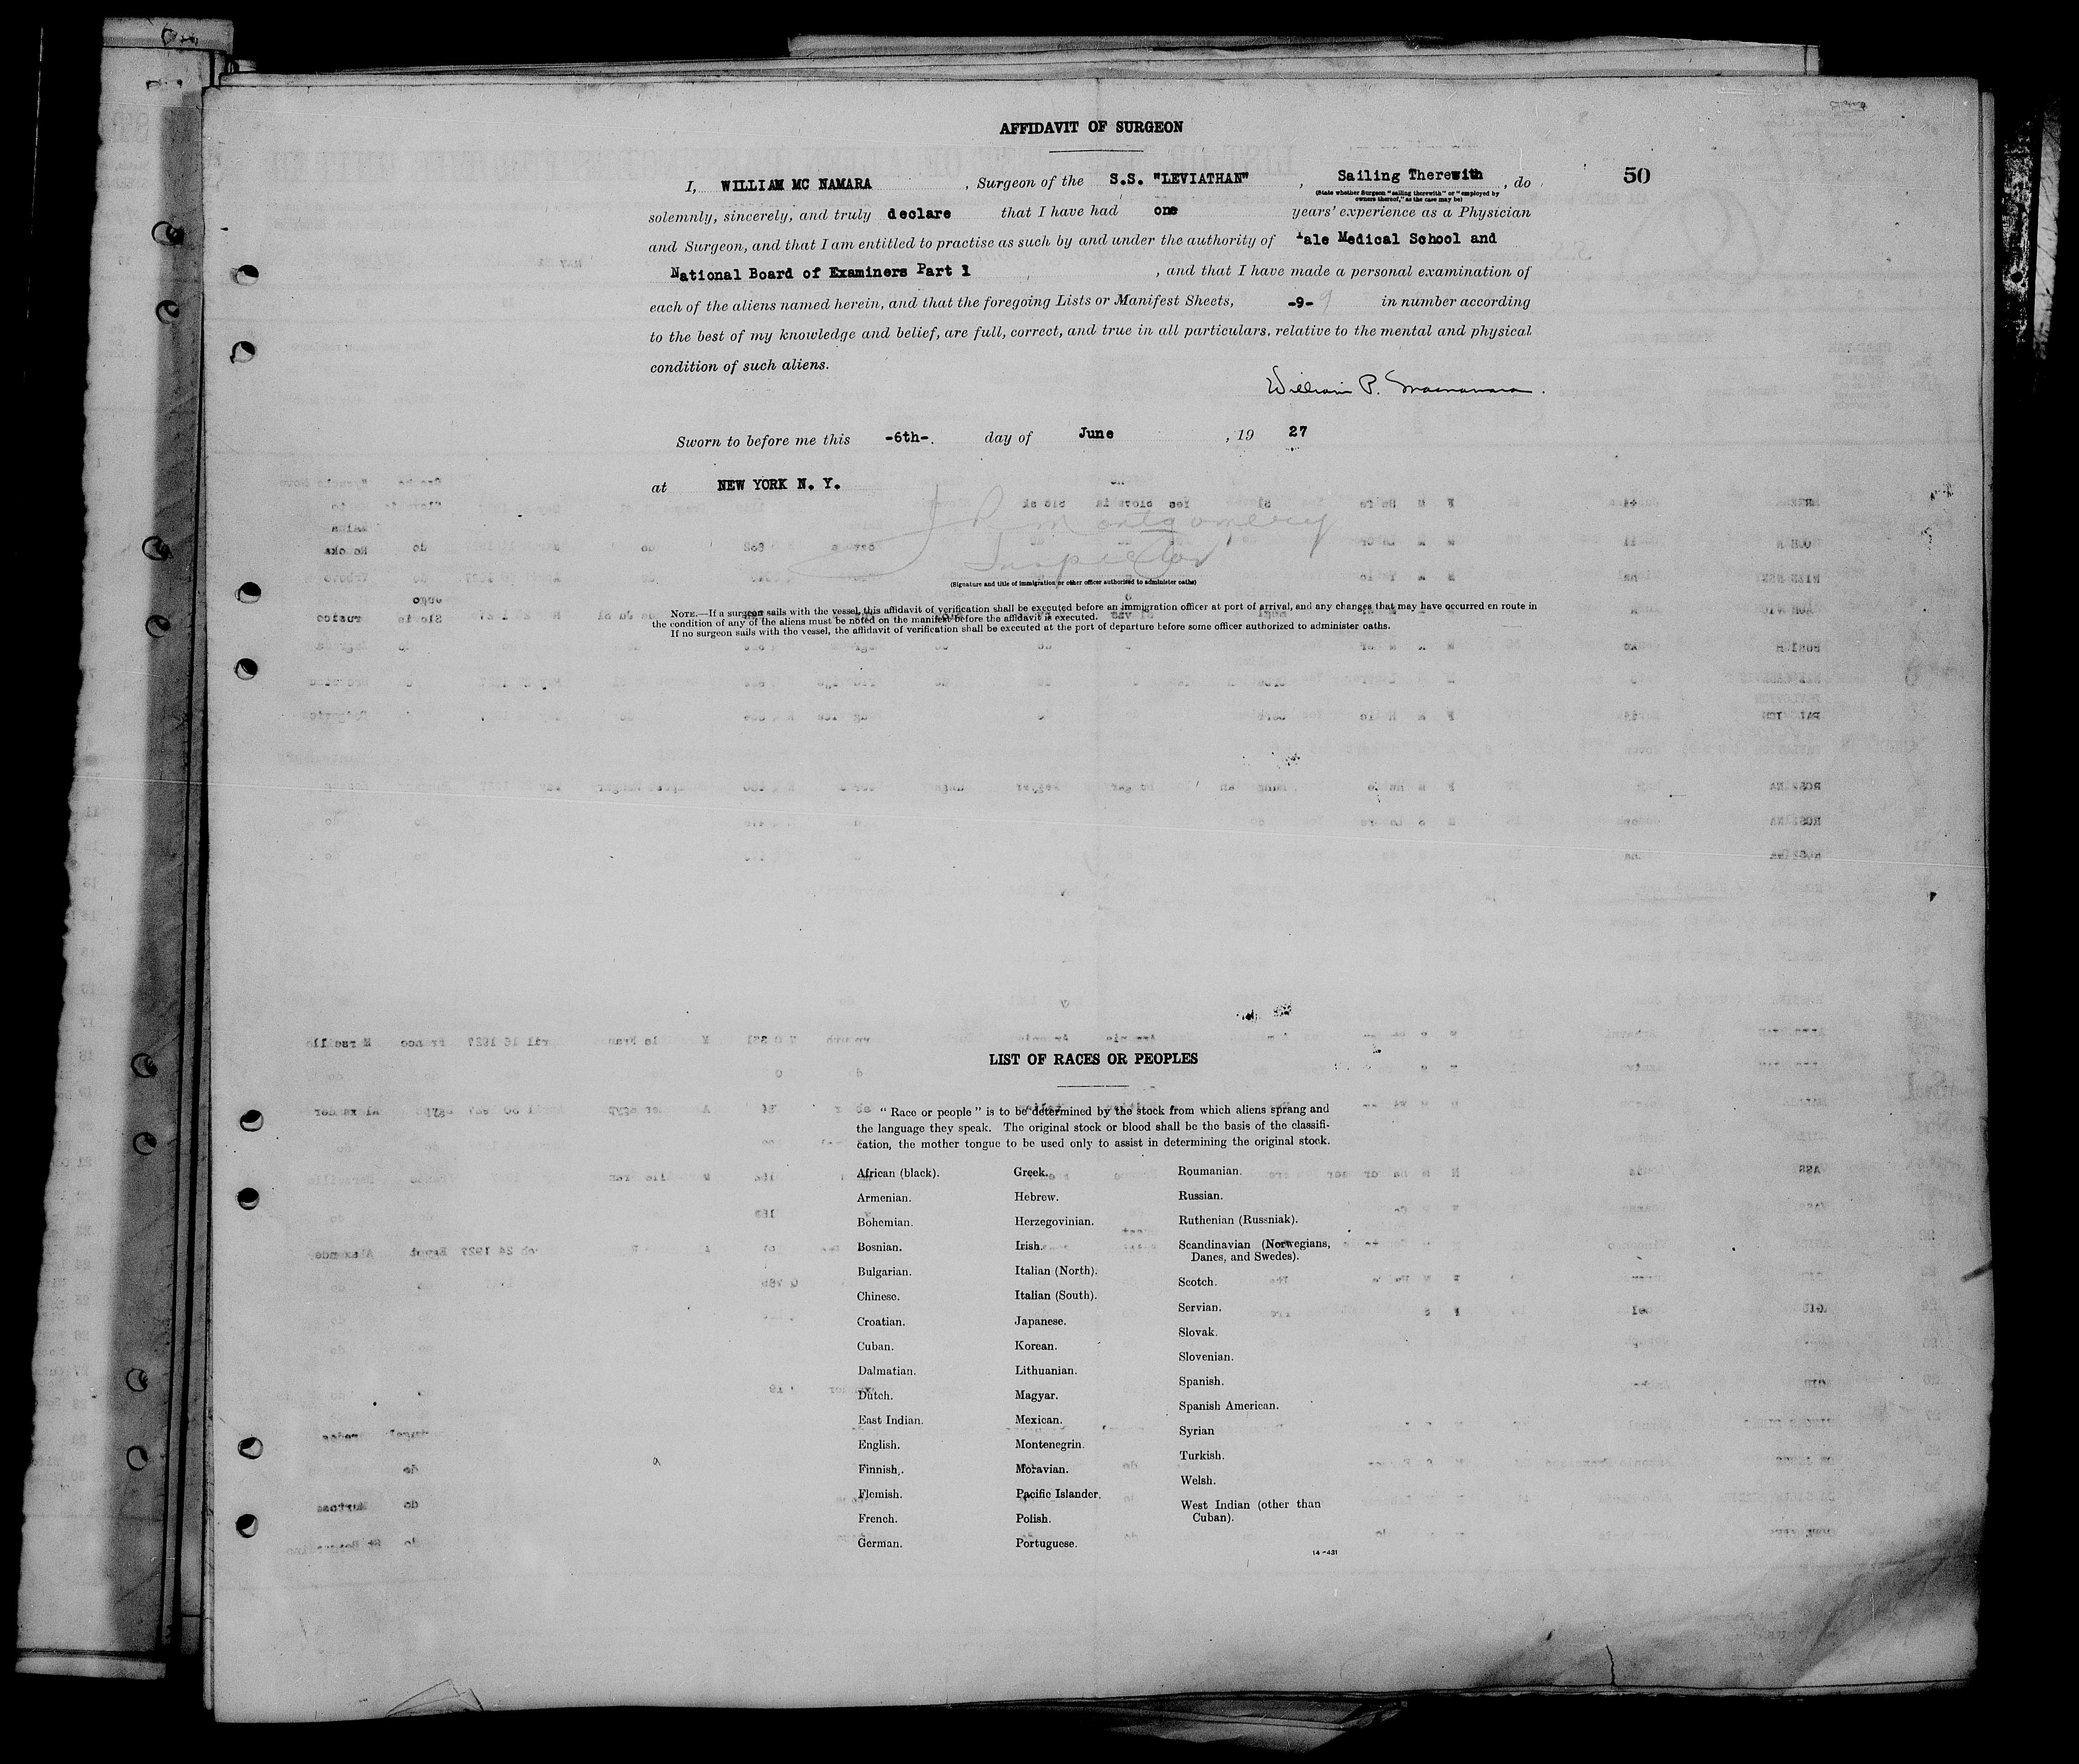 AFFIDAVIT OF SURGEON
50
I, WILLIAM MC NAMARA , Surgeon of the S.S. "LEVIATHAN" , Sailing Therewith , do
(State whether Surgeon "sailing therewith" or "employed by
owners thereof," as the case may be)
solemnly, sincerely, and truly declare that I have had one years' experience as a Physician
and Surgeon, and that I am entitled to practise as such by and under the authority of Yale Medical School and
National Board of Examiners Part 1 , and that I have made a personal examination of
each of the aliens named herein, and that the foregoing Lists or Manifest Sheets, -9- 9 in number according
to the best of my knowledge and belief, are full, correct, and true in all particulars, relative to the mental and physical
condition of such aliens.
William P. Macnamara.
Sworn to before me this -6th-. day of June , 19 27
at NEW YORK N. Y.
J R Montgomery
Inspector
(Signature and title of immigration or other officer authorized to administer oaths)
NOTE.—If a surgeon sails with the vessel, this affidavit of verification shall be executed before an immigration officer at port of arrival, and any changes that may have occurred en route in
the condition of any of the aliens must be noted on the manifest before the affidavit is executed.
If no surgeon sails with the vessel, the affidavit of verification shall be executed at the port of departure before some officer authorized to administer oaths.
LIST OF RACES OR PEOPLES
"Race or people" is to be determined by the stock from which aliens sprang and
the language they speak. The original stock or blood shall be the basis of the classifi-
cation, the mother tongue to be used only to assist in determining the original stock.
African (black).
Armenian.
Bohemian.
Bosnian.
Bulgarian.
Chinese.
Croatian.
Cuban.
Dalmatian.
Dutch.
East Indian.
English.
Finnish.
Flemish.
French.
German.
Greek.
Hebrew.
Herzegovinian.
Irish.
Italian (North).
Italian (South).
Japanese.
Korean.
Lithuanian.
Magyar.
Mexican.
Montenegrin.
Moravian.
Pacific Islander.
Polish.
Portuguese.
Roumanian.
Russian.
Ruthenian (Russniak).
Scandinavian (Norwegians,
Danes, and Swedes).
Scotch.
Servian.
Slovak.
Slovenian.
Spanish.
Spanish American.
Syrian
Turkish.
Welsh.
West Indian (other than
Cuban).
14-431